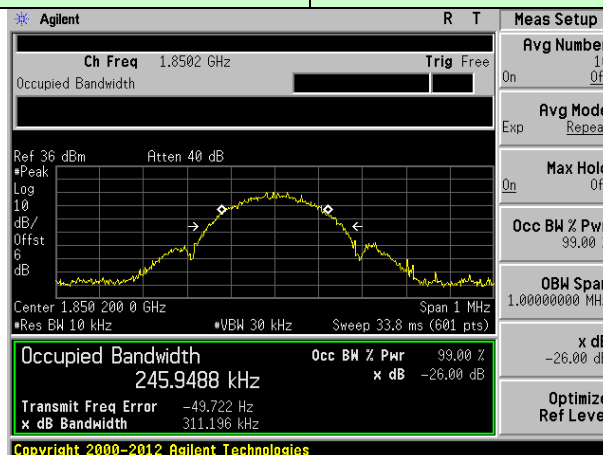 Agilent R T Meas Setup
Ch Freq 1.8502 GHz Trig Free
Occupied Bandwidth
Ref 36 dBm Atten 40 dB
#Peak
Log
10
dB/
Offst
6
dB
Center 1.850 200 0 GHz Span 1 MHz
#Res BW 10 kHz #VBW 30 kHz Sweep 33.8 ms (601 pts)
Occupied Bandwidth Occ BW % Pwr 99.00 %
245.9488 kHz x dB -26.00 dB
Transmit Freq Error -49.722 Hz
x dB Bandwidth 311.196 kHz
Copyright 2000-2012 Agilent Technologies
Avg Number
On
Avg Mode
Exp Repea
Max Hold
On Of
Occ BW % Pwr
99.00
OBW Span
1.00000000 MH
x dB
-26.00 dB
Optimize
Ref Level